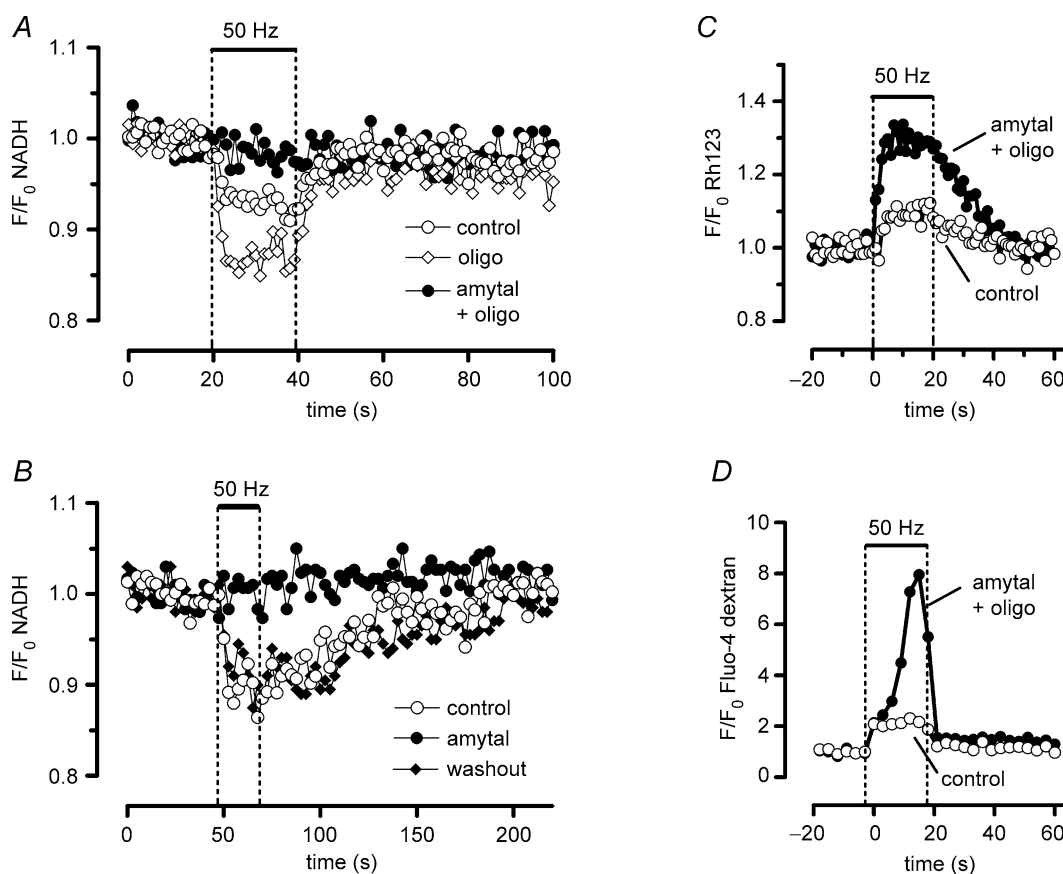 A
50 Hz
1.1
1.0
0.9
0.8
F/F0 NADH
control
oligo
amytal
+ oligo
0 20 40 60 80 100
time (s)
B
50 Hz
1.1
1.0
0.9
0.8
F/F0 NADH
control
amytal
washout
0 50 100 150 200
time (s)
C
50 Hz
1.4
1.2
1.0
0.8
F/F0 Rh123
amytal
+ oligo
control
–20 0 20 40 60
time (s)
D
50 Hz
10
8
6
4
2
0
F/F0 Fluo-4 dextran
amytal
+ oligo
control
–20 0 20 40 60
time (s)